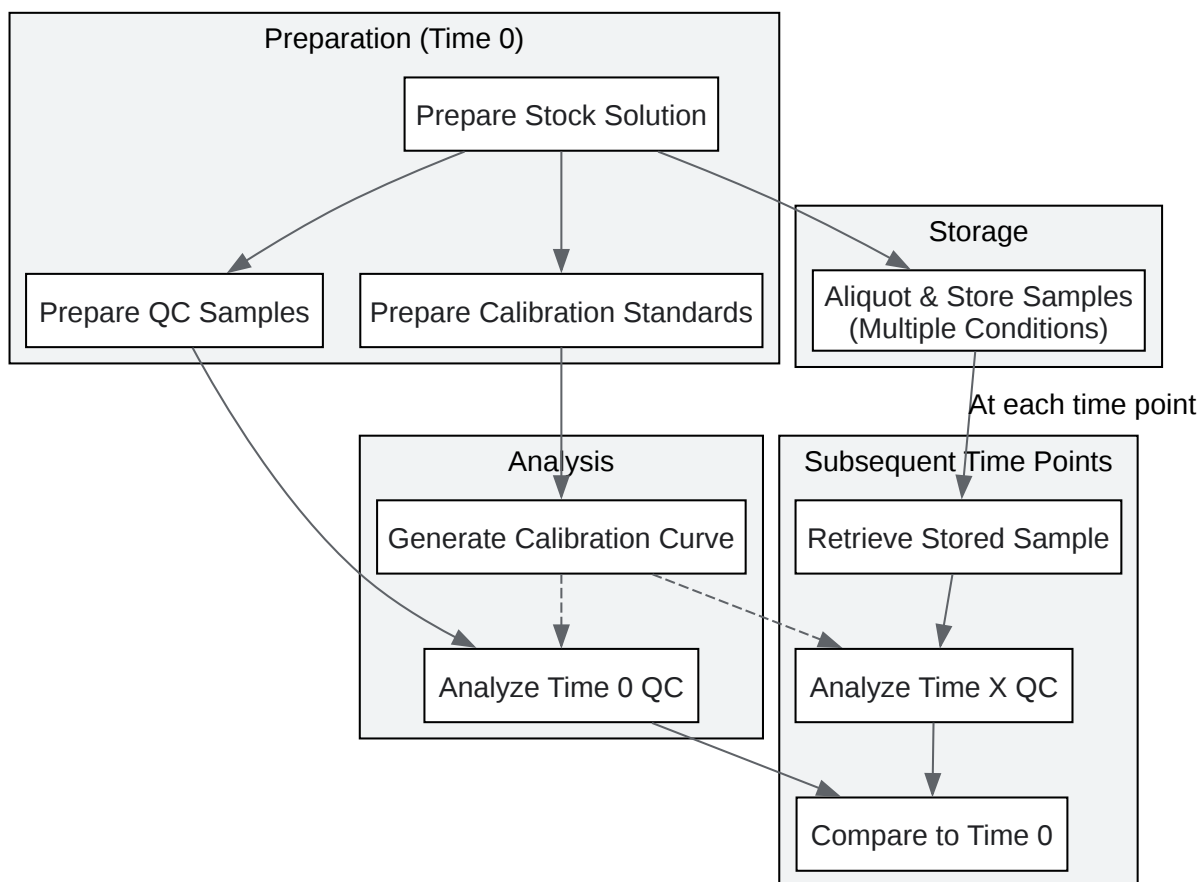 Preparation (Time 0)
Prepare Stock Solution
Storage
Prepare QC Samples
Prepare Calibration Standards
Aliquot & Store Samples
(Multiple Conditions)
At each time point
Analysis
Subsequent Time Points
Generate Calibration Curve
Retrieve Stored Sample
Analyze Time 0 QC
Analyze Time X QC
Compare to Time 0